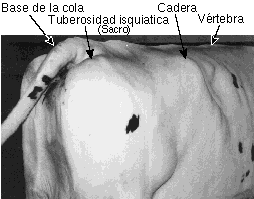 Base de la cola
Tuberosidad isquiatica
(Sacro)
Cadera
Vértebra